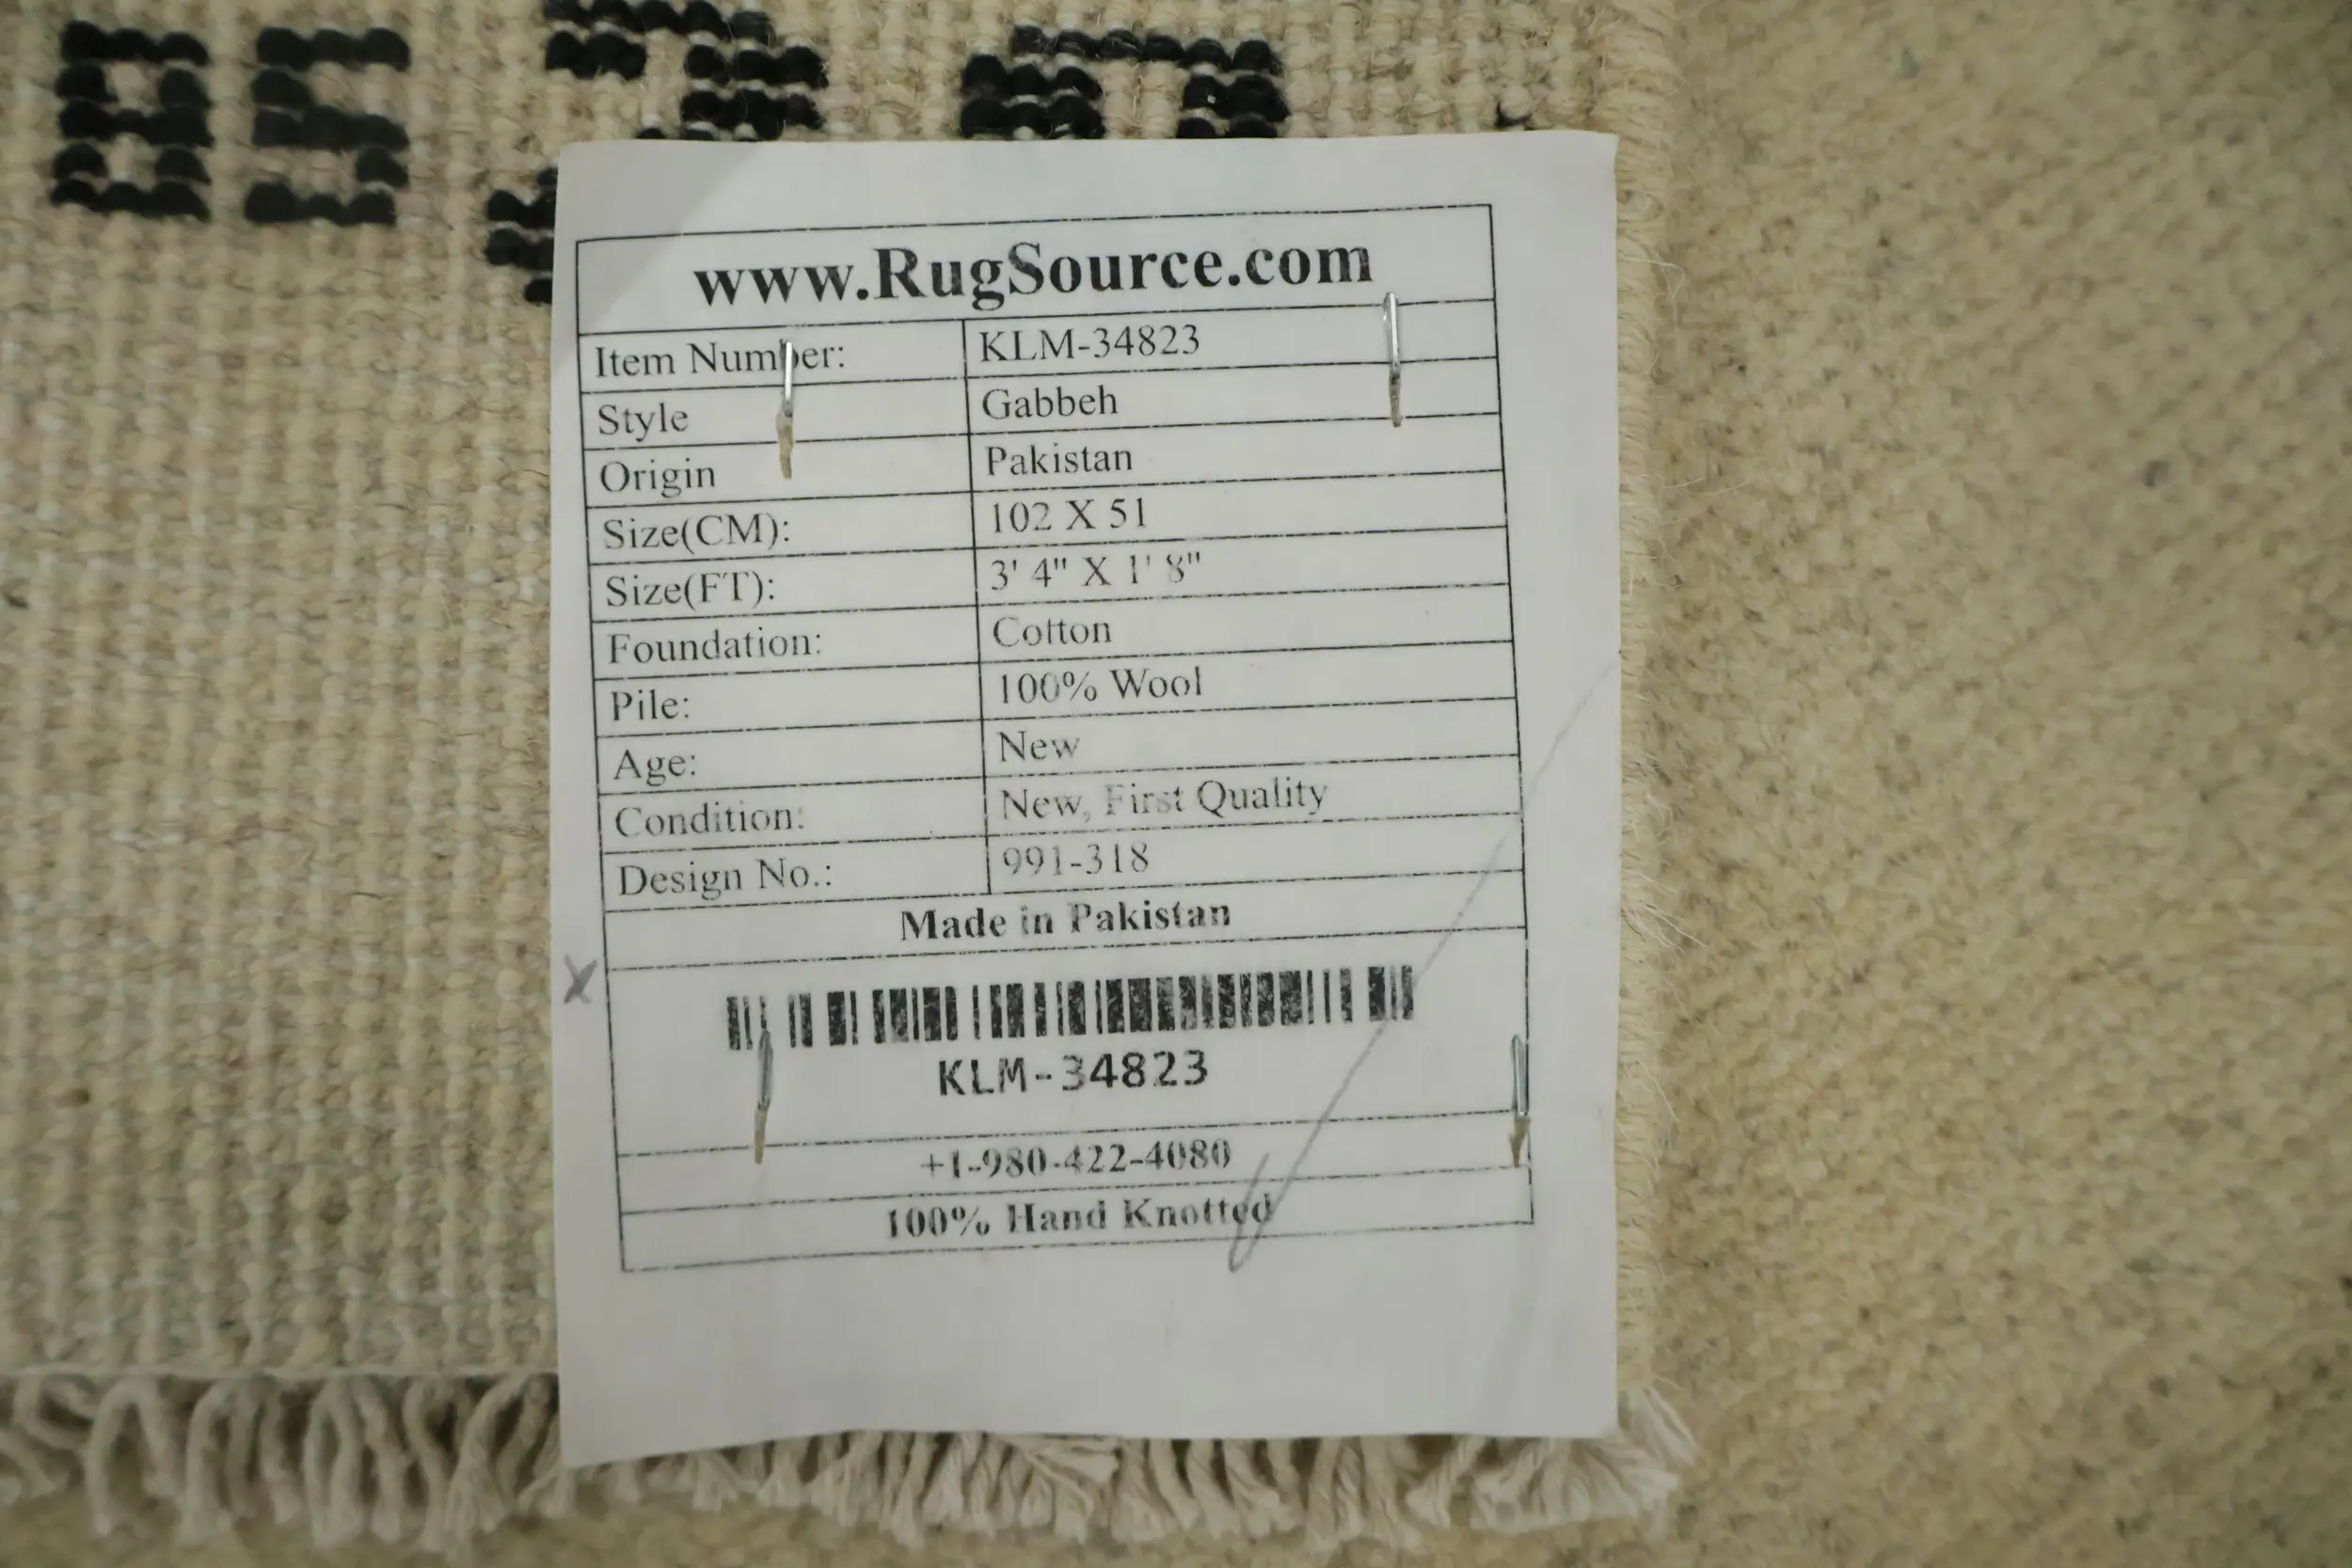 www.RugSource.com
Item Number: KLM-34823
Style Gabbeh
Origin Pakistan
Size(CM): 102 X 51
Size(FT): 3' 4" X 1' 8"
Foundation: Cotton
Pile: 100% Wool
Age: New
Condition: New, First Quality
Design No.: 991-318
Made in Pakistan
X
KLM-34823
+1-980-422-4080
100% Hand Knotted